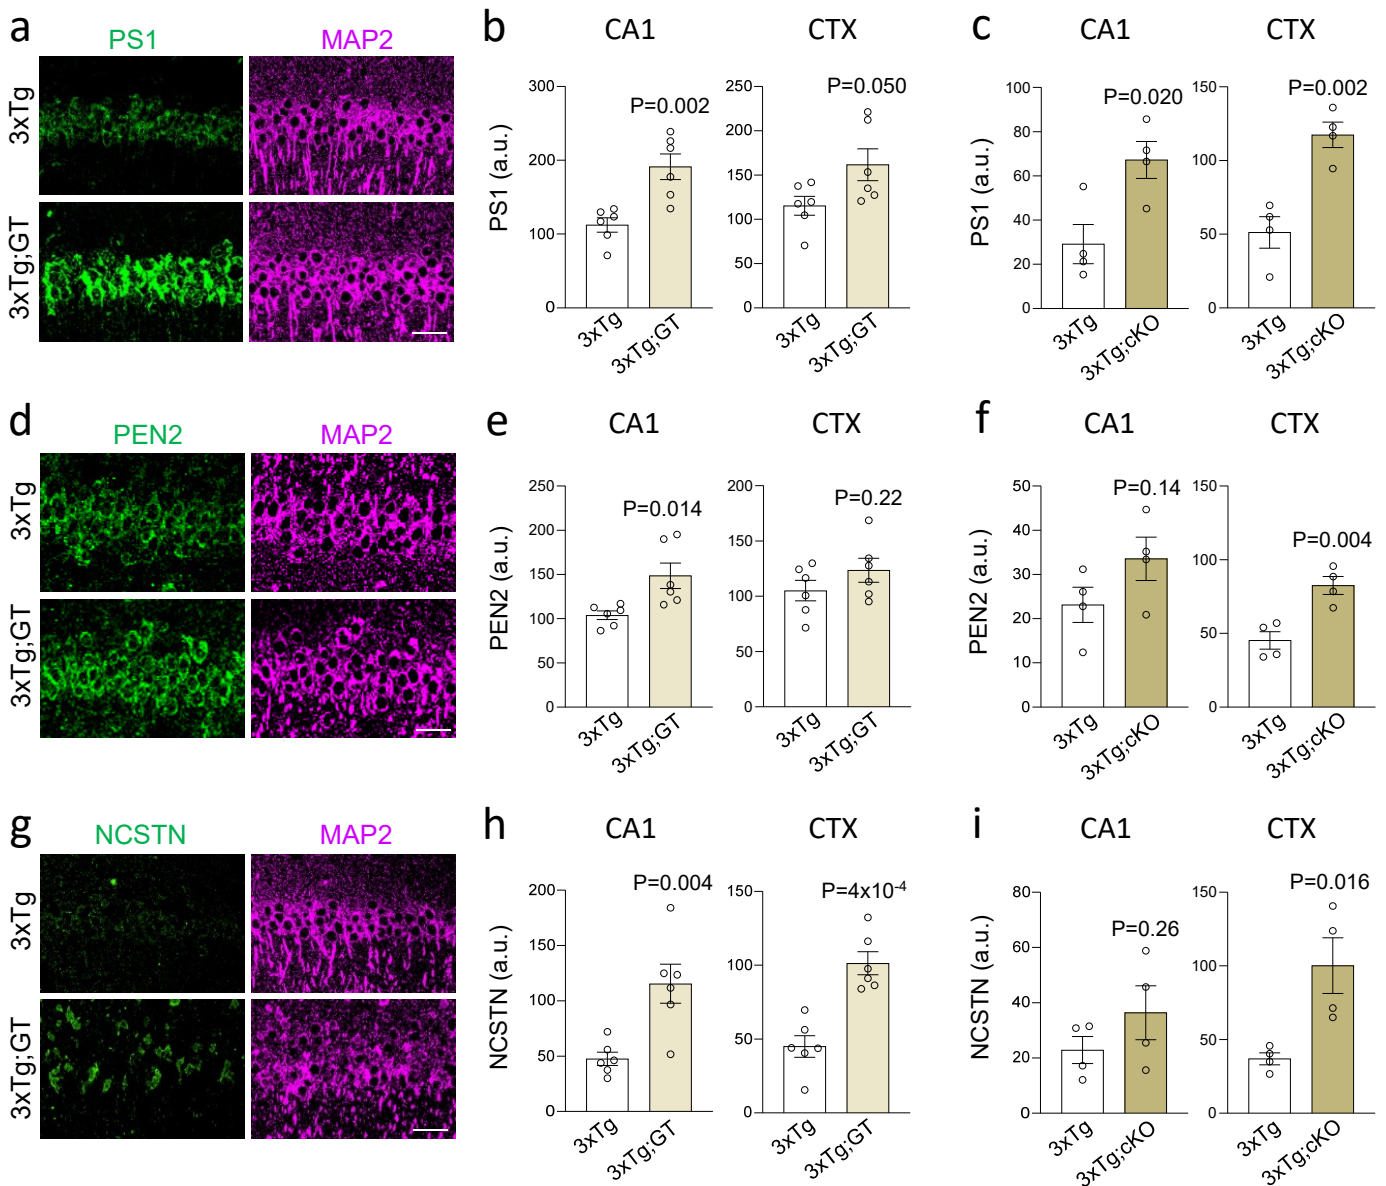 a
PS1
MAP2
3xTg
3xTg;GT
b
CA1
CTX
PS1 (a.u.)
300
200
100
0
P=0.002
3xTg
3xTg;GT
250
200
150
100
50
0
P=0.050
3xTg
3xTg;GT
c
CA1
CTX
PS1 (a.u.)
100
80
60
40
20
0
P=0.020
3xTg
3xTg;cKO
150
100
50
0
P=0.002
3xTg
3xTg;cKO
d
PEN2
MAP2
3xTg
3xTg;GT
e
CA1
CTX
PEN2 (a.u.)
250
200
150
100
50
0
P=0.014
3xTg
3xTg;GT
200
150
100
50
0
P=0.22
3xTg
3xTg;GT
f
CA1
CTX
PEN2 (a.u.)
50
40
30
20
10
0
P=0.14
3xTg
3xTg;cKO
150
100
50
0
P=0.004
3xTg
3xTg;cKO
g
NCSTN
MAP2
3xTg
3xTg;GT
h
CA1
CTX
NCSTN (a.u.)
200
150
100
50
0
P=0.004
3xTg
3xTg;GT
150
100
50
0
P=4x10⁻⁴
3xTg
3xTg;GT
i
CA1
CTX
NCSTN (a.u.)
80
60
40
20
0
P=0.26
3xTg
3xTg;cKO
150
100
50
0
P=0.016
3xTg
3xTg;cKO